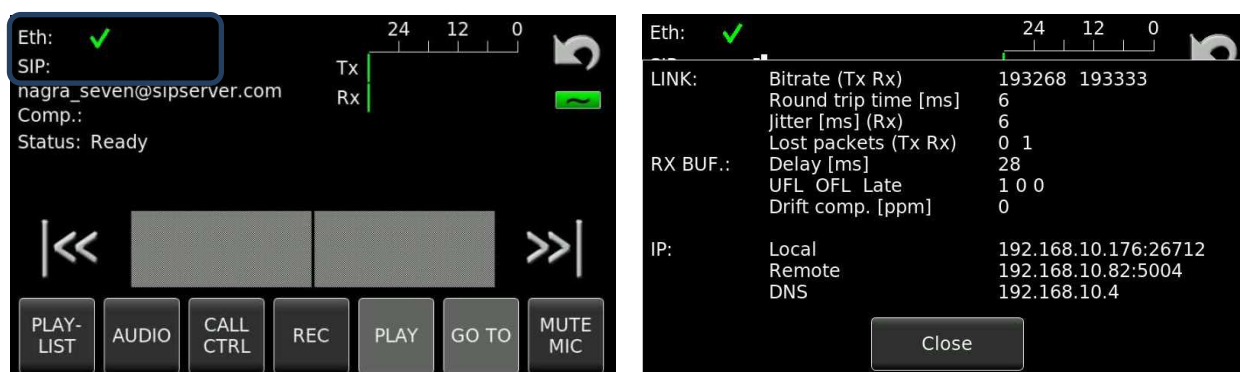 Eth:
24 12 0
SIP:
nagra_seven@sipserver.com
Tx
Rx
Comp.:
Status: Ready
|<<
>>|
PLAY-
LIST
AUDIO
CALL
CTRL
REC
PLAY
GO TO
MUTE
MIC
Eth:
24 12 0
LINK: Bitrate (Tx Rx) 193268 193333
Round trip time [ms] 6
Jitter [ms] (Rx) 6
Lost packets (Tx Rx) 0 1
RX BUF.: Delay [ms] 28
UFL OFL Late 1 0 0
Drift comp. [ppm] 0
IP: Local 192.168.10.176:26712
Remote 192.168.10.82:5004
DNS 192.168.10.4
Close